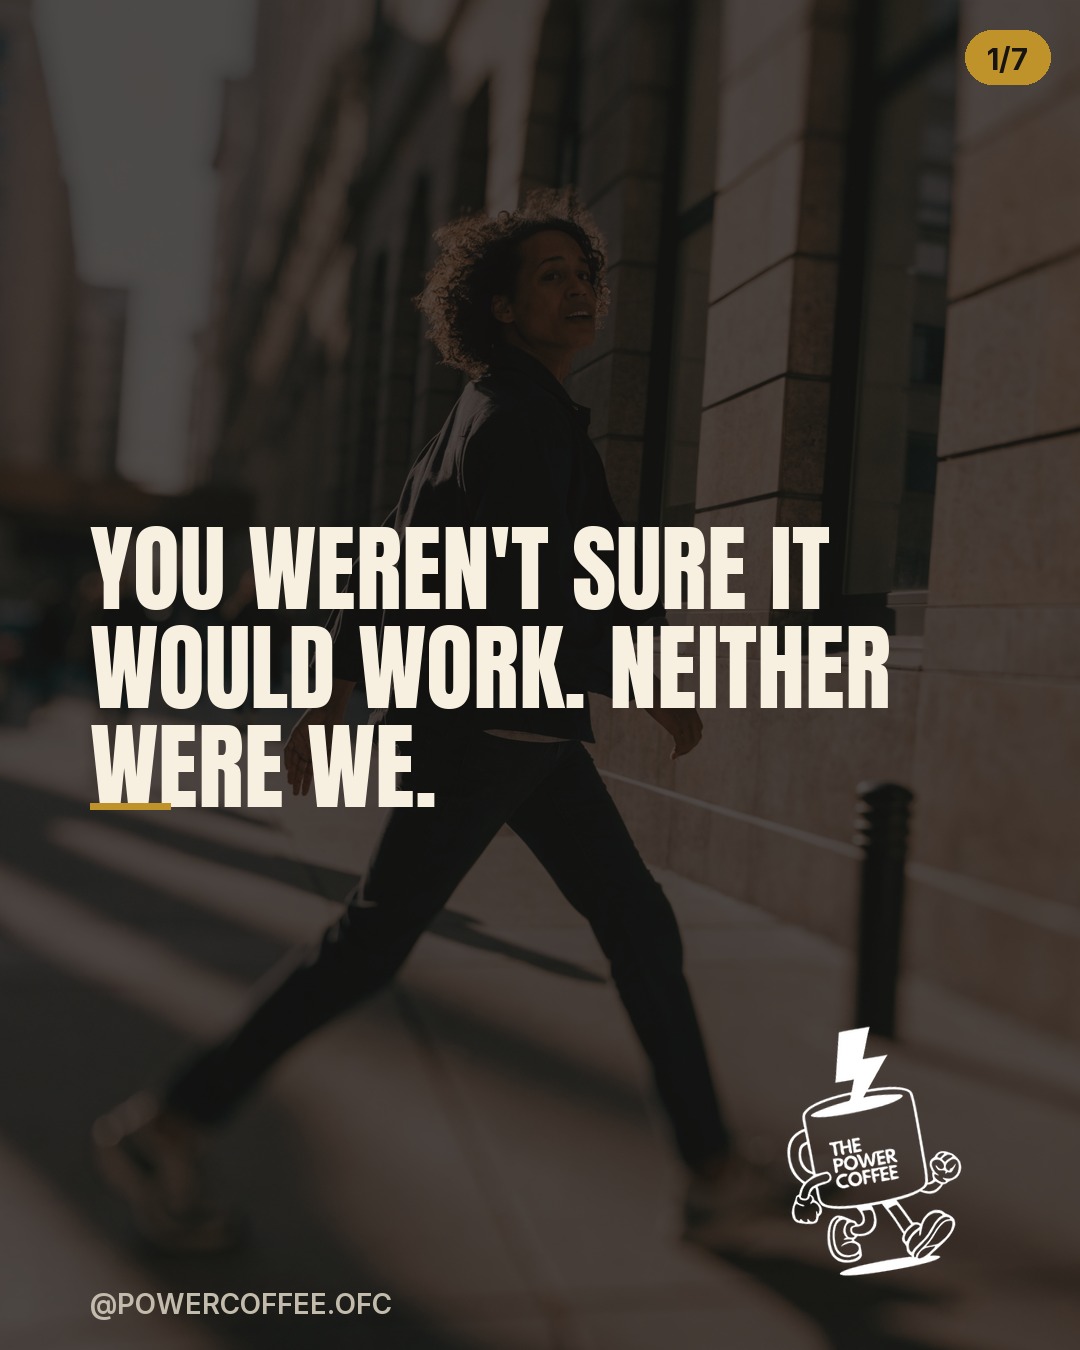 1/7
YOU WEREN'T SURE IT
WOULD WORK. NEITHER
WERE WE.
THE
POWER
COFFEE
@POWERCOFFEE.OFC